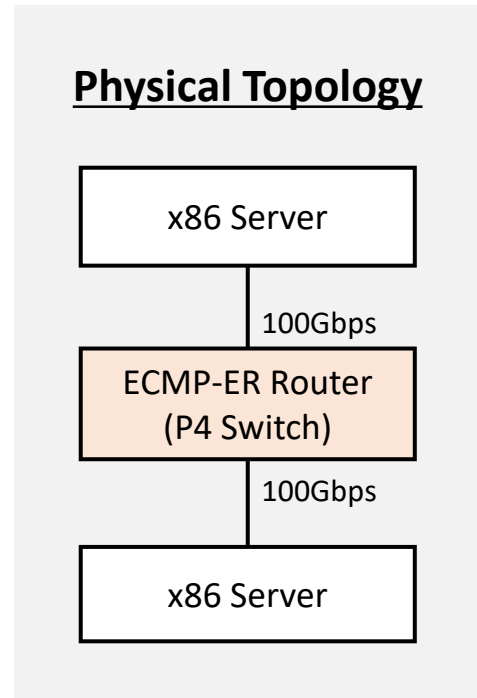 Physical Topology
x86 Server
100Gbps
ECMP-ER Router
(P4 Switch)
100Gbps
x86 Server